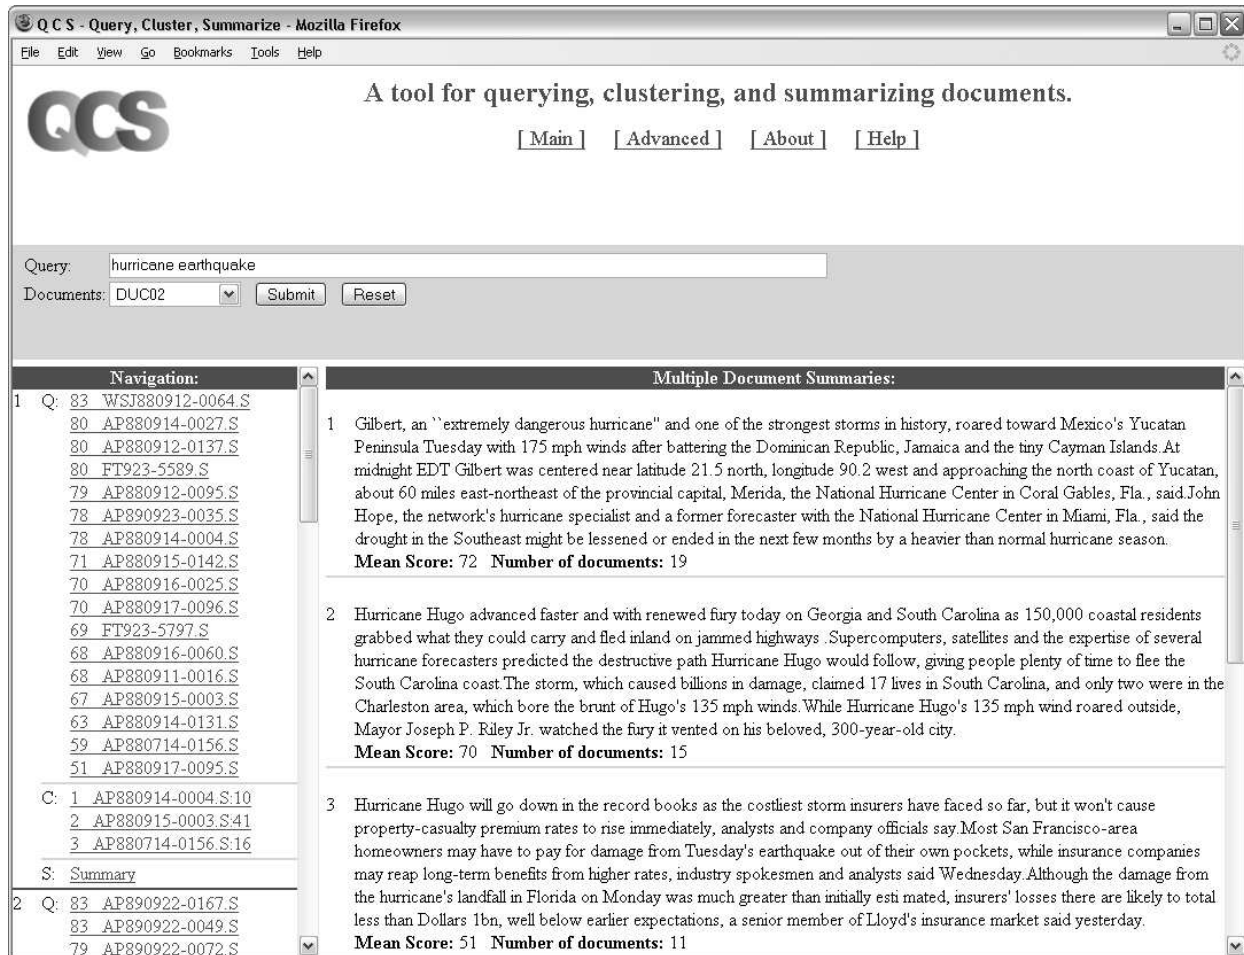 Q C S - Query, Cluster, Summarize - Mozilla Firefox
File Edit View Go Bookmarks Tools Help
QCS
A tool for querying, clustering, and summarizing documents.
[ Main ] [ Advanced ] [ About ] [ Help ]
Query: hurricane earthquake
Documents: DUC02 Submit Reset
Navigation:
1 Q: 83 WSJ880912-0064.S
80 AP880914-0027.S
80 AP880912-0137.S
80 FT923-5589.S
79 AP880912-0095.S
78 AP890923-0035.S
78 AP880914-0004.S
71 AP880915-0142.S
70 AP880916-0025.S
70 AP880917-0096.S
69 FT923-5797.S
68 AP880916-0060.S
68 AP880911-0016.S
67 AP880915-0003.S
63 AP880914-0131.S
59 AP880714-0156.S
51 AP880917-0095.S
C: 1 AP880914-0004.S:10
2 AP880915-0003.S:41
3 AP880714-0156.S:16
S: Summary
2 Q: 83 AP890922-0167.S
83 AP890922-0049.S
79 AP890922-0072.S
Multiple Document Summaries:
1 Gilbert, an ``extremely dangerous hurricane'' and one of the strongest storms in history, roared toward Mexico's Yucatan
Peninsula Tuesday with 175 mph winds after battering the Dominican Republic, Jamaica and the tiny Cayman Islands.At
midnight EDT Gilbert was centered near latitude 21.5 north, longitude 90.2 west and approaching the north coast of Yucatan,
about 60 miles east-northeast of the provincial capital, Merida, the National Hurricane Center in Coral Gables, Fla., said.John
Hope, the network's hurricane specialist and a former forecaster with the National Hurricane Center in Miami, Fla., said the
drought in the Southeast might be lessened or ended in the next few months by a heavier than normal hurricane season.
Mean Score: 72 Number of documents: 19
2 Hurricane Hugo advanced faster and with renewed fury today on Georgia and South Carolina as 150,000 coastal residents
grabbed what they could carry and fled inland on jammed highways .Supercomputers, satellites and the expertise of several
hurricane forecasters predicted the destructive path Hurricane Hugo would follow, giving people plenty of time to flee the
South Carolina coast.The storm, which caused billions in damage, claimed 17 lives in South Carolina, and only two were in the
Charleston area, which bore the brunt of Hugo's 135 mph winds.While Hurricane Hugo's 135 mph wind roared outside,
Mayor Joseph P. Riley Jr. watched the fury it vented on his beloved, 300-year-old city.
Mean Score: 70 Number of documents: 15
3 Hurricane Hugo will go down in the record books as the costliest storm insurers have faced so far, but it won't cause
property-casualty premium rates to rise immediately, analysts and company officials say.Most San Francisco-area
homeowners may have to pay for damage from Tuesday's earthquake out of their own pockets, while insurance companies
may reap long-term benefits from higher rates, industry spokesmen and analysts said Wednesday.Although the damage from
the hurricane's landfall in Florida on Monday was much greater than initially esti mated, insurers' losses there are likely to total
less than Dollars 1bn, well below earlier expectations, a senior member of Lloyd's insurance market said yesterday.
Mean Score: 51 Number of documents: 11